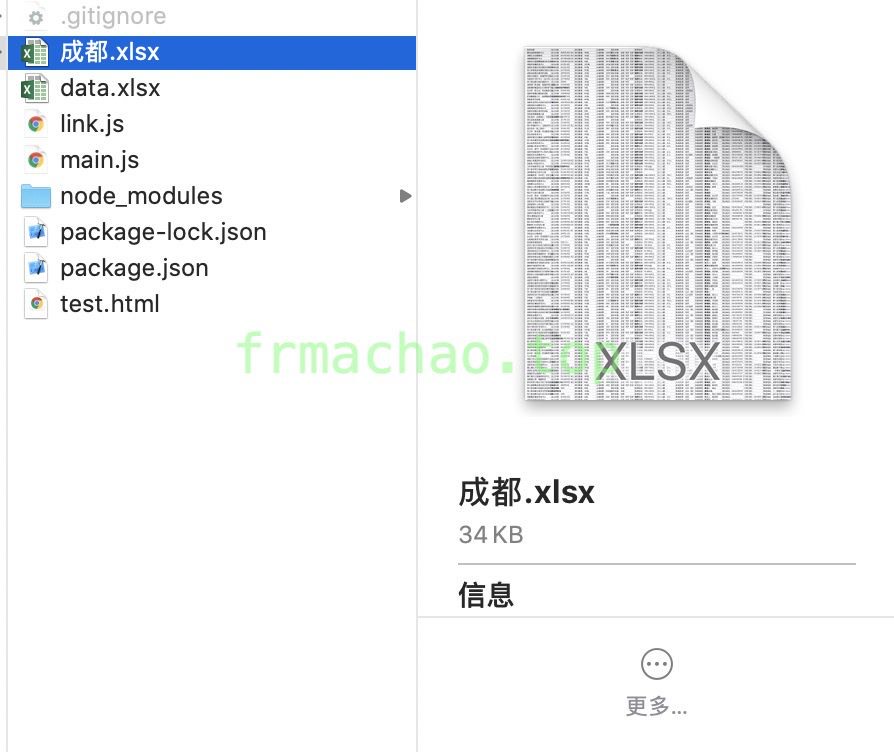 .gitignore
成都.xlsx
data.xlsx
link.js
main.js
node_modules
package-lock.json
package.json
test.html
frmachao.top
XLSX
成都.xlsx
34 KB
信息
更多...